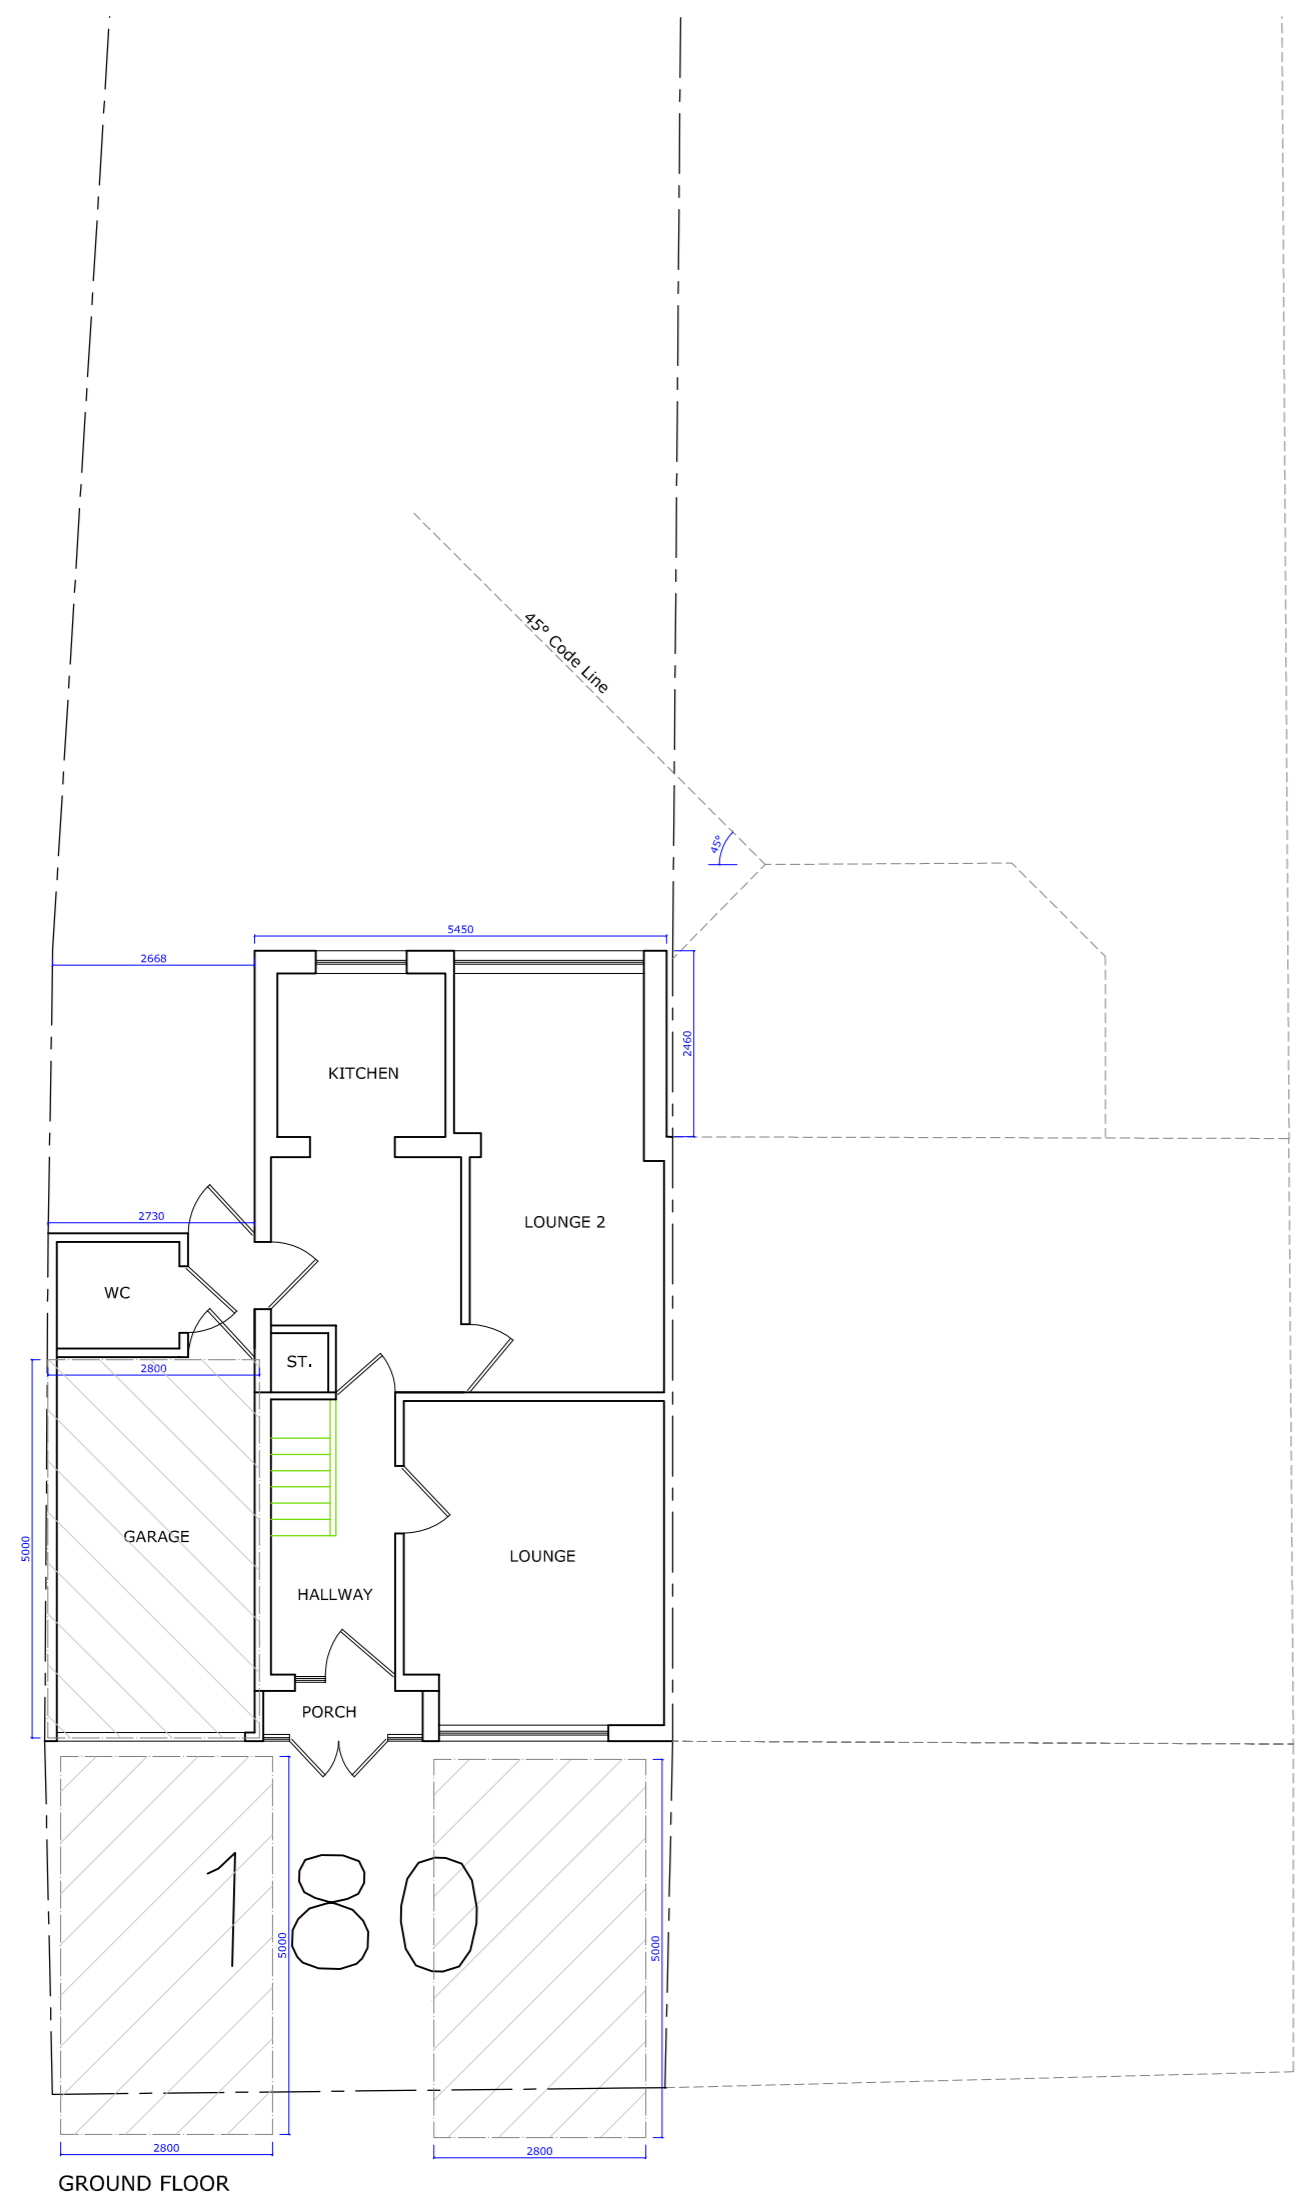 45° Code Line
45°
5450
2668
2460
KITCHEN
2730
LOUNGE 2
WC
ST.
2800
GARAGE
5000
LOUNGE
HALLWAY
PORCH
180
5000
5000
2800
2800
GROUND FLOOR